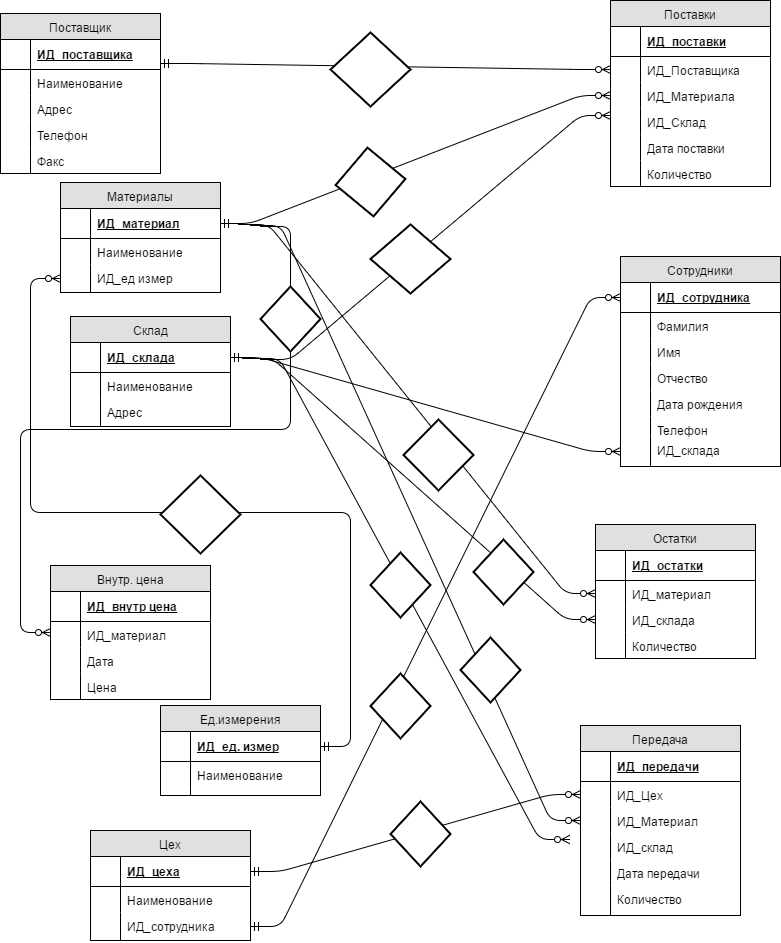 Поставщик
ИД_поставщика
Наименование
Адрес
Телефон
Факс
Поставки
ИД_поставки
ИД_Поставщика
ИД_Материала
ИД_Склад
Дата поставки
Количество
Материалы
ИД_материал
Наименование
ИД_ед измер
Сотрудники
ИД_сотрудника
Фамилия
Имя
Отчество
Дата рождения
Телефон
ИД_склада
Склад
ИД_склада
Наименование
Адрес
Остатки
ИД_остатки
ИД_материал
ИД_склада
Количество
Внутр. цена
ИД_внутр цена
ИД_материал
Дата
Цена
Ед.измерения
ИД_ед. измер
Наименование
Передача
ИД_передачи
ИД_Цех
ИД_Материал
ИД_склад
Дата передачи
Количество
Цех
ИД_цеха
Наименование
ИД_сотрудника